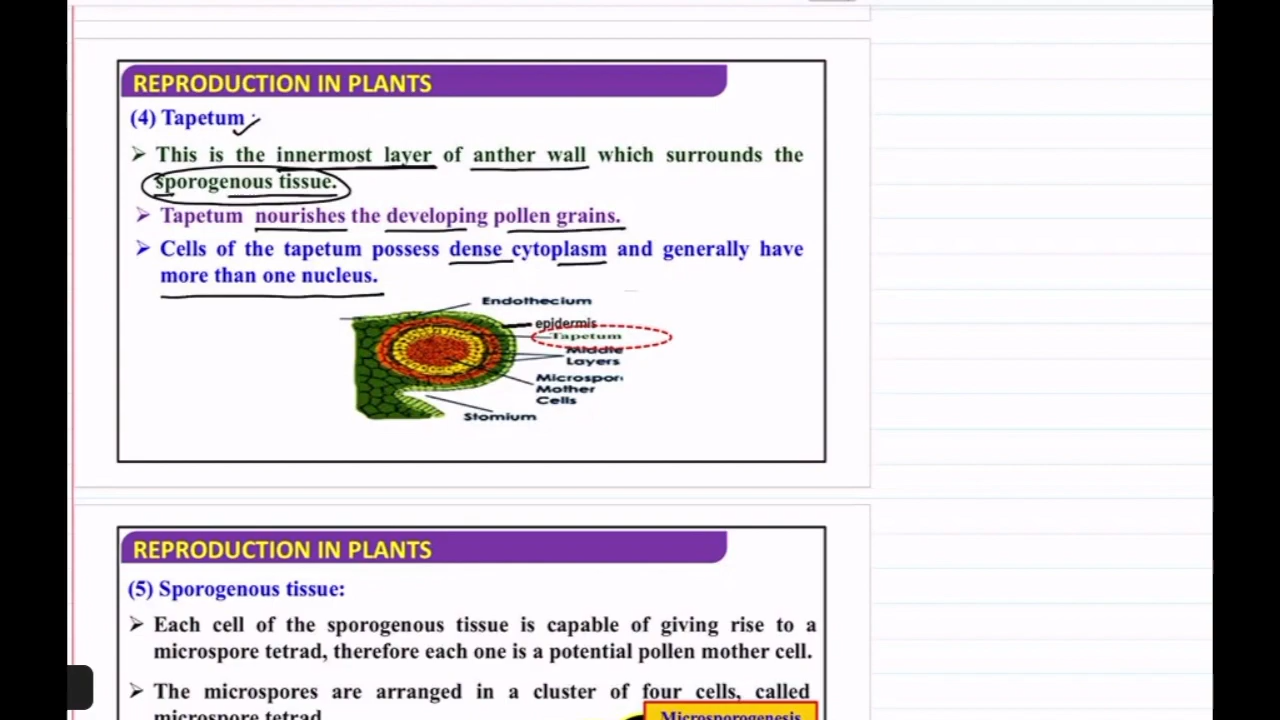 REPRODUCTION IN PLANTS
(4) Tapetum :
➢ This is the innermost layer of anther wall which surrounds the
sporogenous tissue.
➢ Tapetum nourishes the developing pollen grains.
➢ Cells of the tapetum possess dense cytoplasm and generally have
more than one nucleus.
Endothecium
epidermis
Tapetum
Middle
Layers
Microspor
Mother
Cells
Stomium
REPRODUCTION IN PLANTS
(5) Sporogenous tissue:
➢ Each cell of the sporogenous tissue is capable of giving rise to a
microspore tetrad, therefore each one is a potential pollen mother cell.
➢ The microspores are arranged in a cluster of four cells, called
microspore tetrad
Microsporogenesis